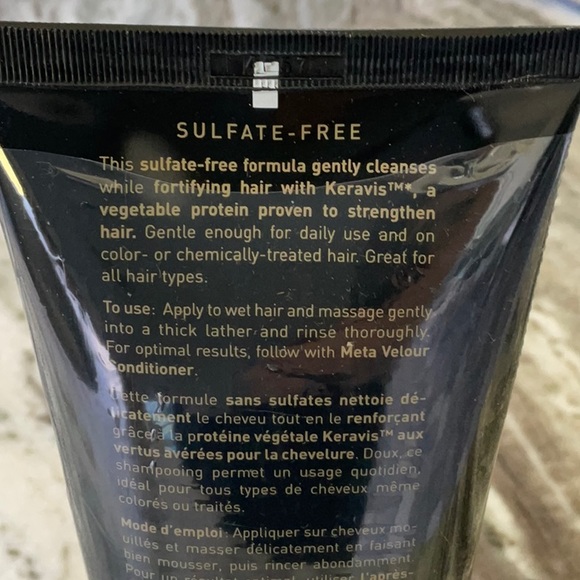 SULFATE-FREE
This sulfate-free formula gently cleanses
while fortifying hair with Keravis™*, a
vegetable protein proven to strengthen
hair. Gentle enough for daily use and on
color- or chemically-treated hair. Great for
all hair types.
To use: Apply to wet hair and massage gently
into a thick lather and rinse thoroughly.
For optimal results, follow with Meta Velour
Conditioner.
Cette formule sans sulfates nettoie dé-
licatement le cheveu tout en le renforçant
grâce à la protéine végétale Keravis™ aux
vertus avérées pour la chevelure. Doux, ce
shampooing permet un usage quotidien,
idéal pour tous types de cheveux même
colorés ou traités.
Mode d'emploi: Appliquer sur cheveux mo-
uillés et masser délicatement en faisant
bien mousser, puis rincer abondamment.
Pour un résultat optimal, utiliser l'après-